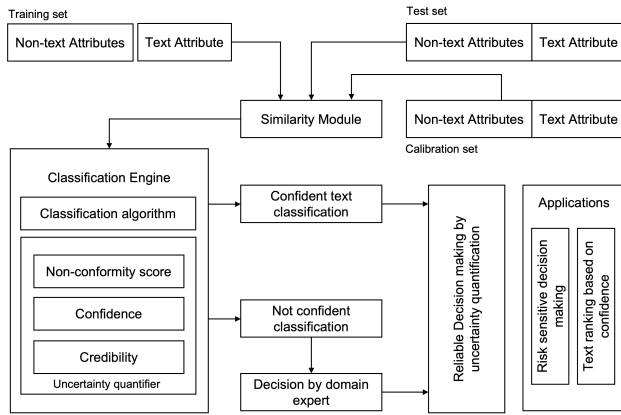 Training set
Non-text Attributes
Text Attribute
Test set
Non-text Attributes
Text Attribute
Similarity Module
Non-text Attributes
Text Attribute
Calibration set
Classification Engine
Classification algorithm
Non-conformity score
Confidence
Credibility
Uncertainty quantifier
Confident text
classification
Not confident
classification
Decision by domain
expert
Reliable Decision making by
uncertainty quantification
Applications
Risk sensitive decision
making
Text ranking based on
confidence